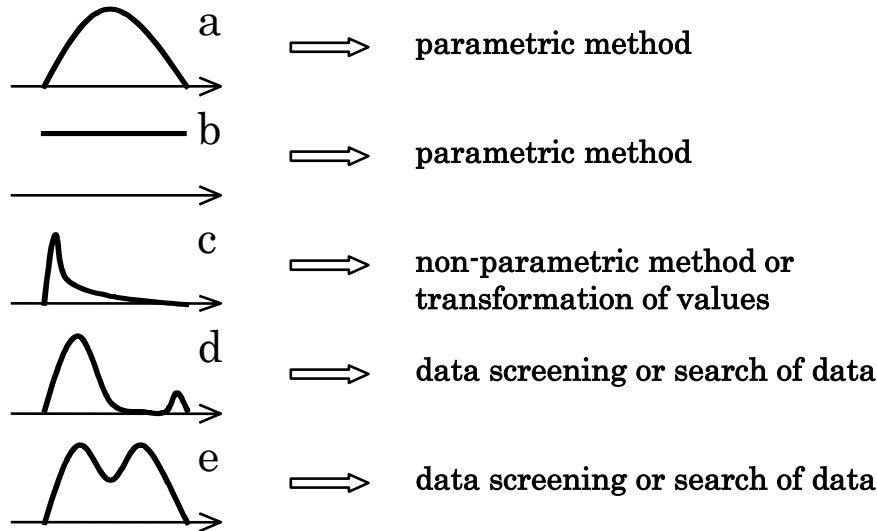 a
parametric method
b
parametric method
c
non-parametric method or
transformation of values
d
data screening or search of data
e
data screening or search of data